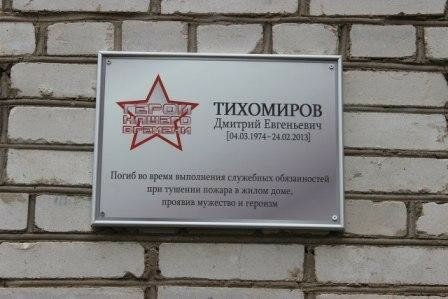 ГЕРОИ
НАШЕГО
ВРЕМЕНИ
ТИХОМИРОВ
Дмитрий Евгеньевич
[04.03.1974–24.02.2013]
Погиб во время выполнения служебных обязанностей
при тушении пожара в жилом доме,
проявив мужество и героизм